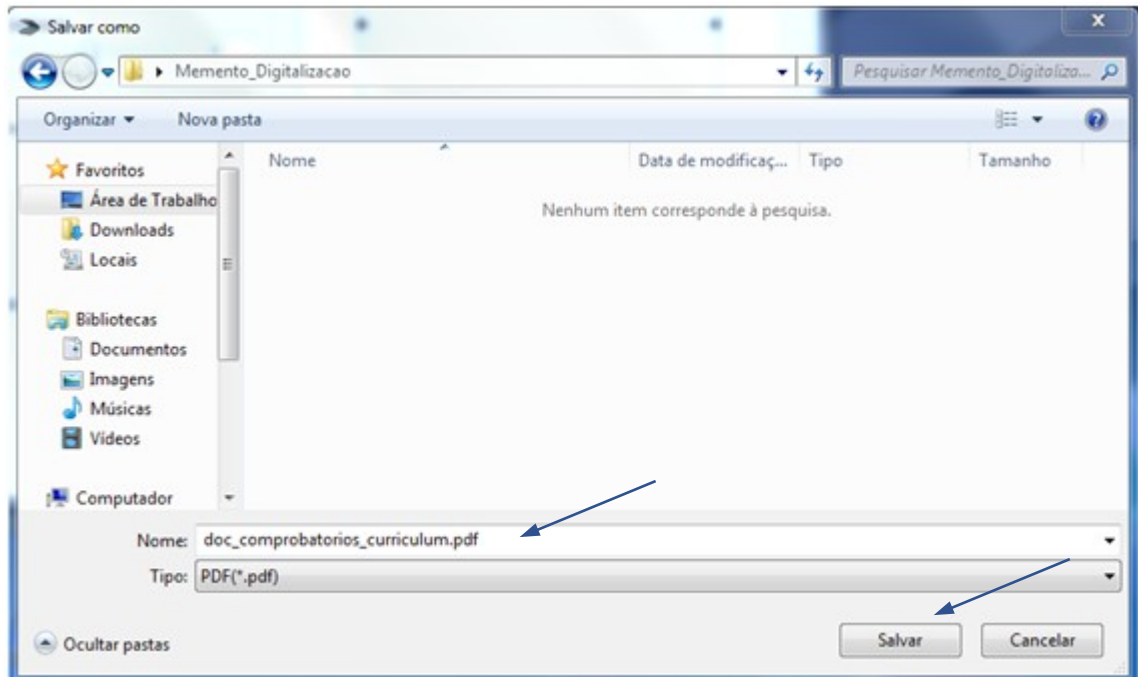 Salvar como
Memento_Digitalizacao
Pesquisar Memento_Digitaliza...
Organizar
Nova pasta
Favoritos
Área de Trabalho
Downloads
Locais
Bibliotecas
Documentos
Imagens
Músicas
Vídeos
Computador
Nome Data de modificaç... Tipo Tamanho
Nenhum item corresponde à pesquisa.
Nome: doc_comprobatorios_curriculum.pdf
Tipo: PDF(*.pdf)
Ocultar pastas
Salvar
Cancelar